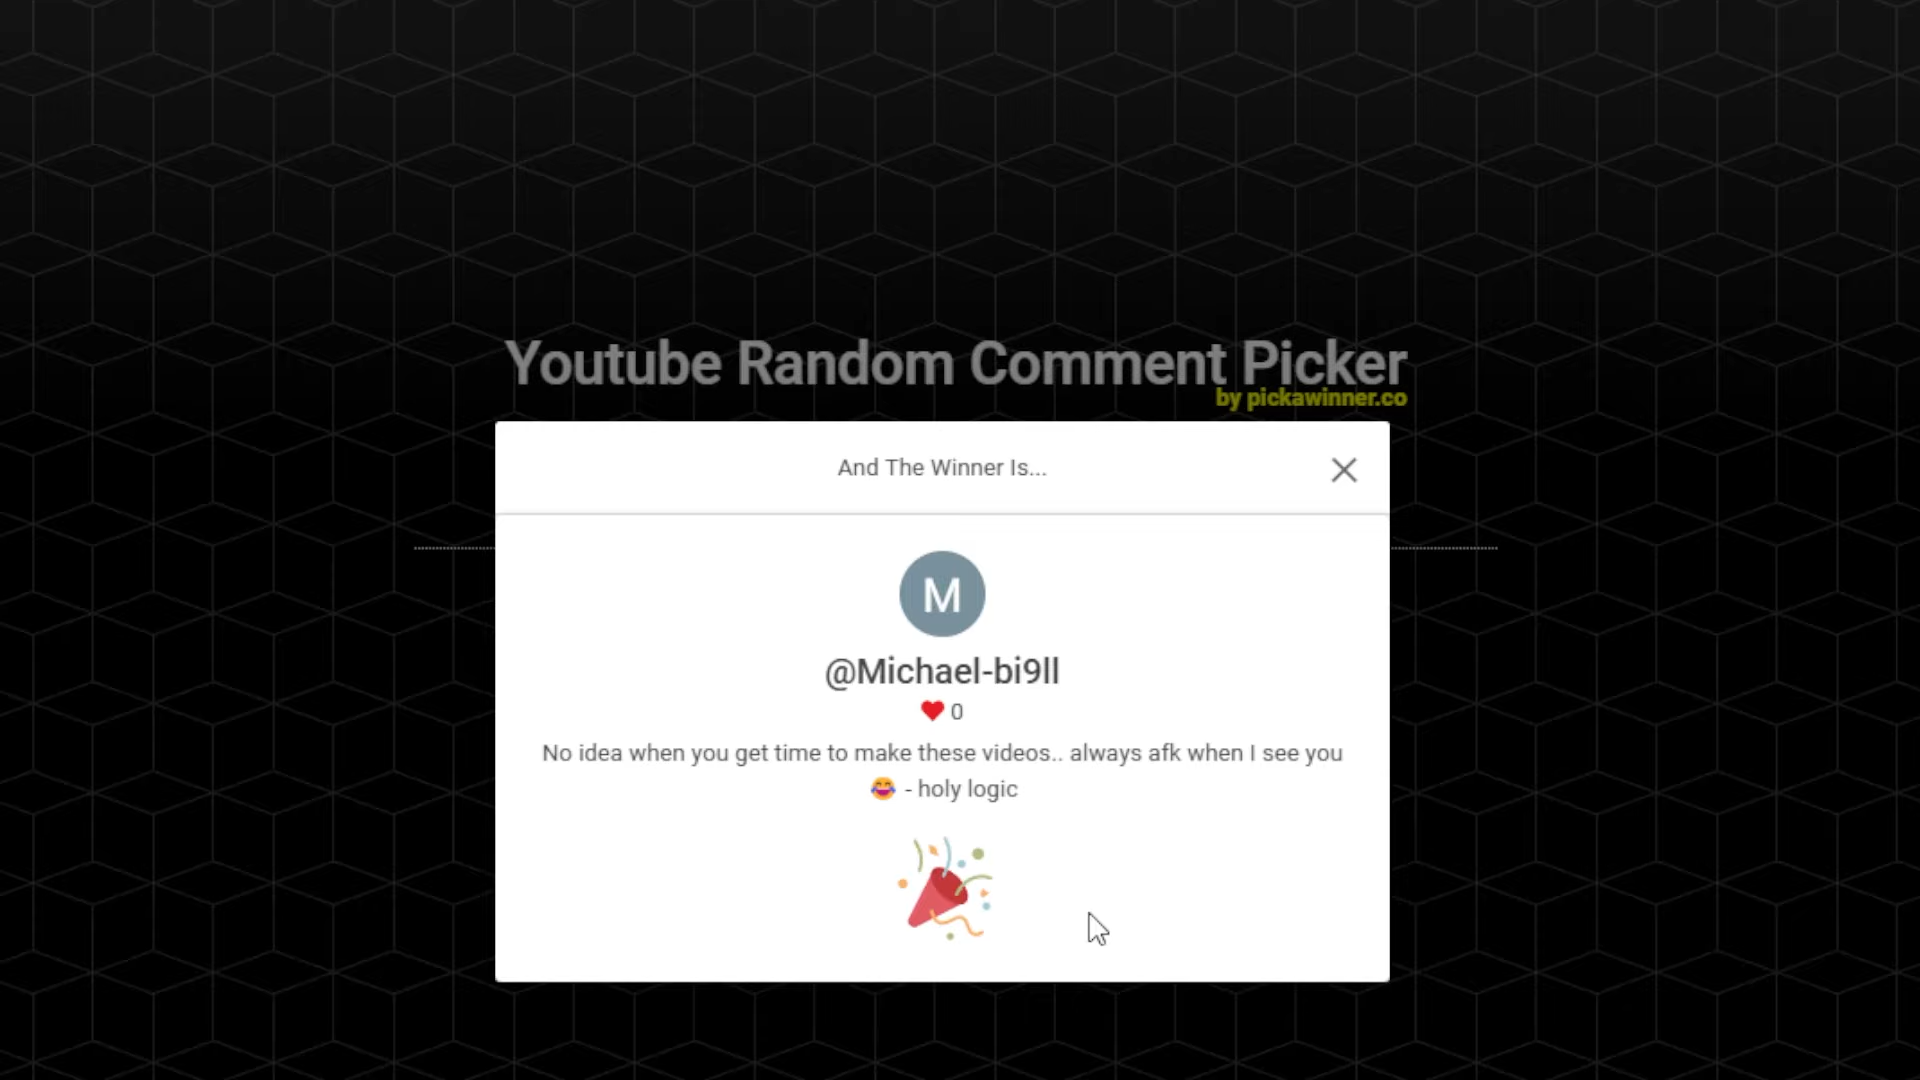 Youtube Random Comment Picker
by pickawinner.co
And The Winner Is...
M
@Michael-bi9ll
0
No idea when you get time to make these videos.. always afk when I see you
😂 - holy logic